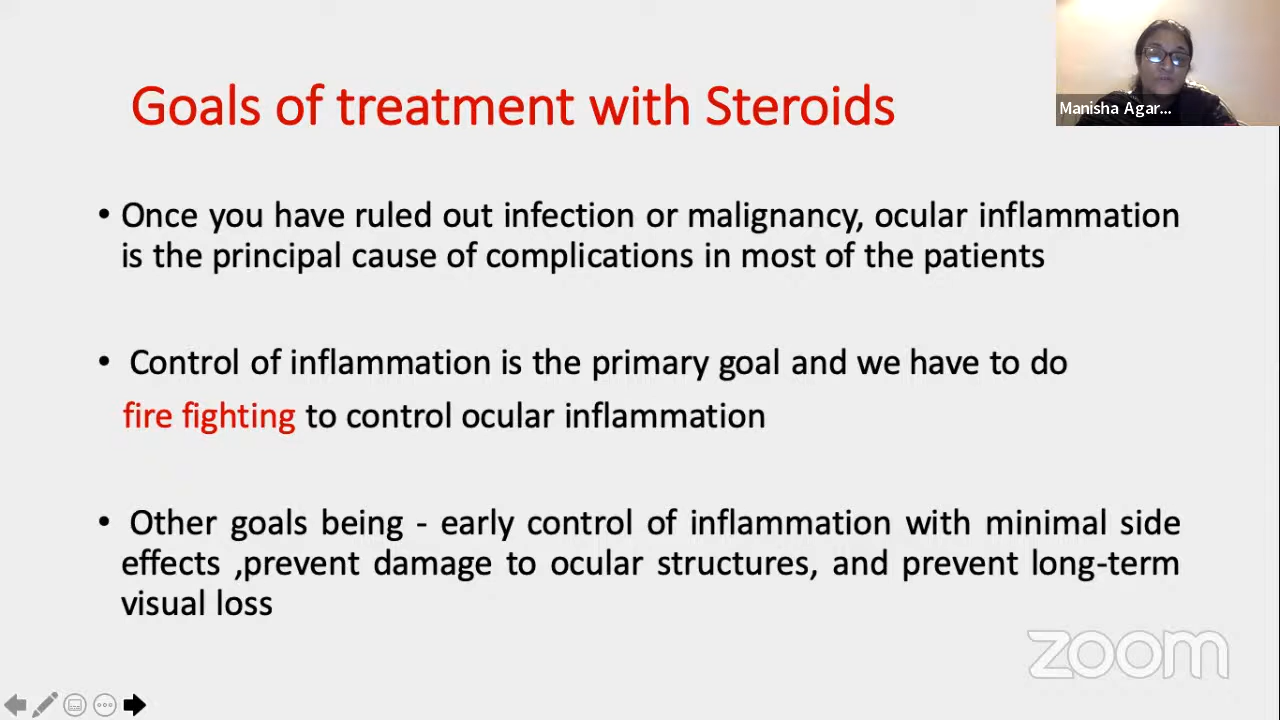 Goals of treatment with Steroids
Manisha Agar...
• Once you have ruled out infection or malignancy, ocular inflammation
is the principal cause of complications in most of the patients
• Control of inflammation is the primary goal and we have to do
fire fighting to control ocular inflammation
• Other goals being - early control of inflammation with minimal side
effects ,prevent damage to ocular structures, and prevent long-term
visual loss
zoom